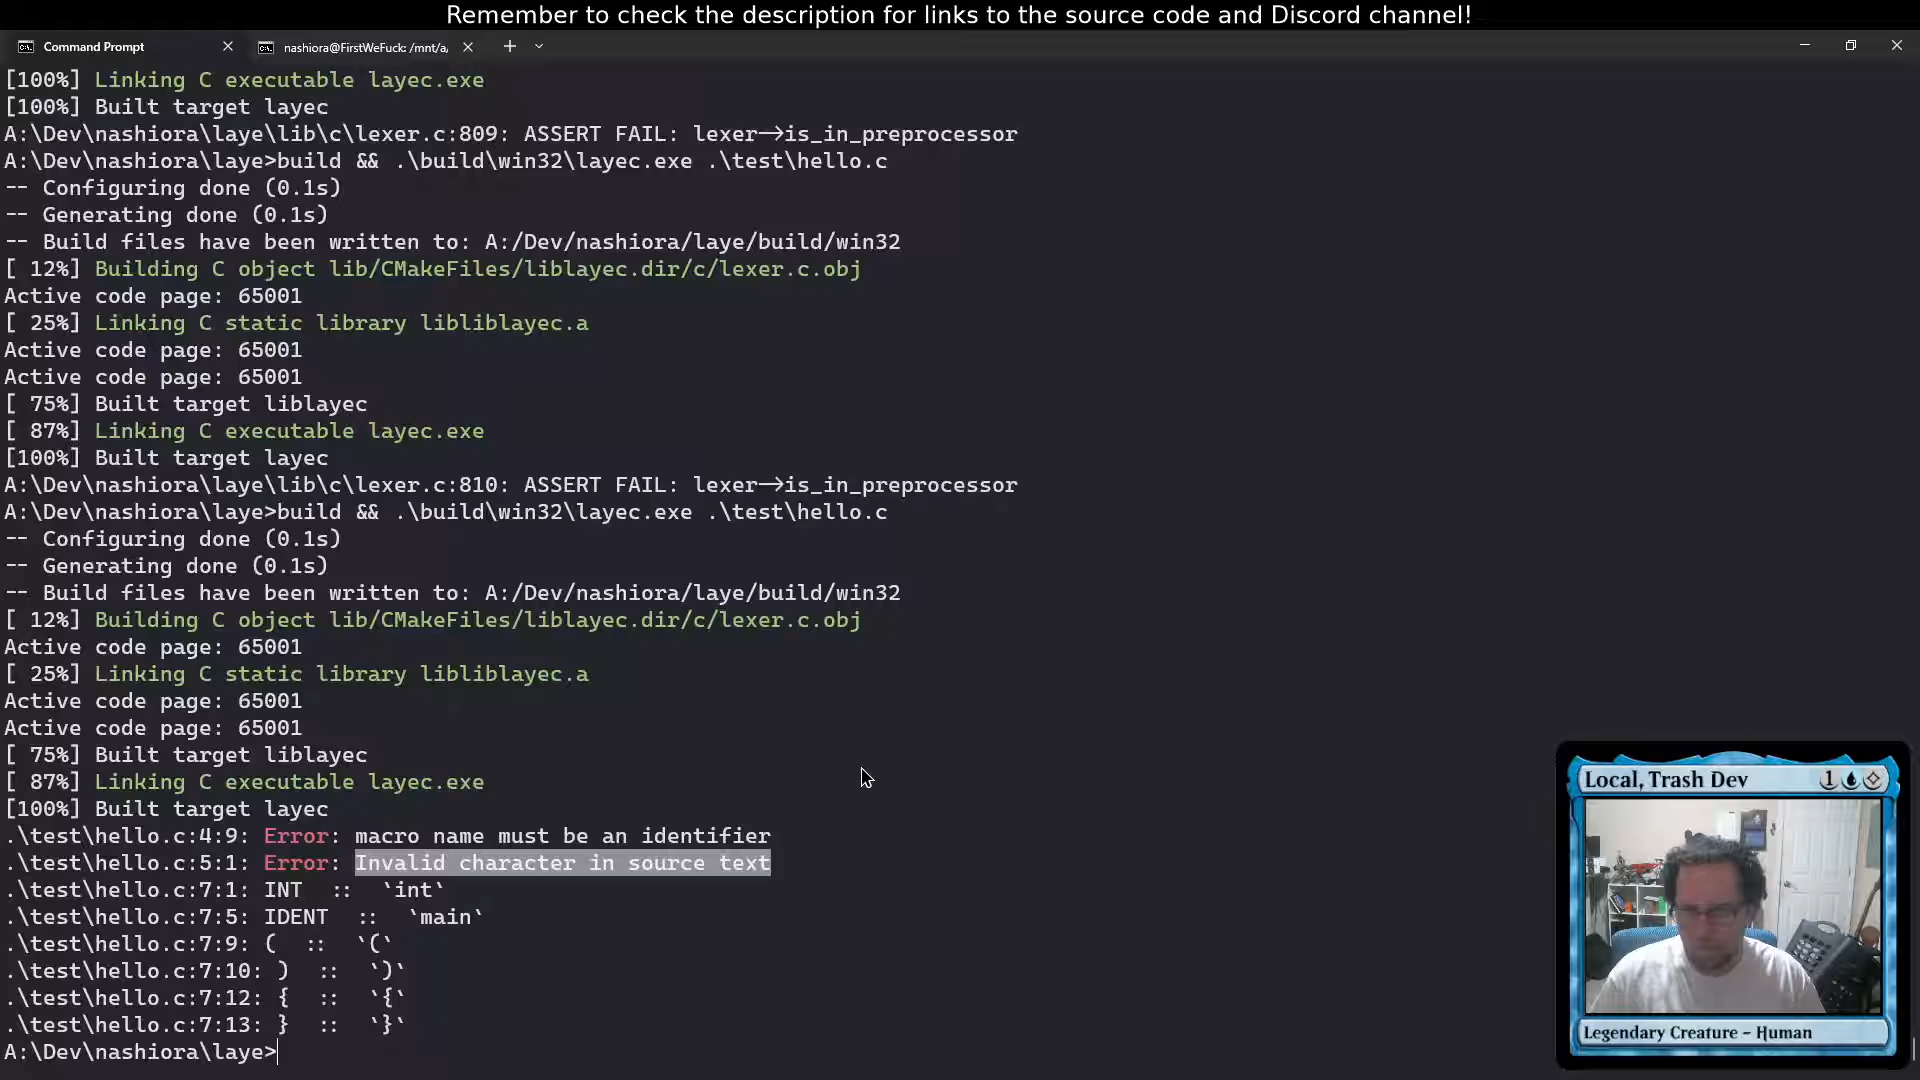 Remember to check the description for links to the source code and Discord channel!
Command Prompt
nashiora@FirstWeFuck: /mnt/a,
[100%] Linking C executable layec.exe
[100%] Built target layec
A:\Dev\nashiora\laye\lib\c\lexer.c:809: ASSERT FAIL: lexer->is_in_preprocessor
A:\Dev\nashiora\laye>build && .\build\win32\layec.exe .\test\hello.c
-- Configuring done (0.1s)
-- Generating done (0.1s)
-- Build files have been written to: A:/Dev/nashiora/laye/build/win32
[ 12%] Building C object lib/CMakeFiles/liblayec.dir/c/lexer.c.obj
Active code page: 65001
[ 25%] Linking C static library libliblayec.a
Active code page: 65001
Active code page: 65001
[ 75%] Built target liblayec
[ 87%] Linking C executable layec.exe
[100%] Built target layec
A:\Dev\nashiora\laye\lib\c\lexer.c:810: ASSERT FAIL: lexer->is_in_preprocessor
A:\Dev\nashiora\laye>build && .\build\win32\layec.exe .\test\hello.c
-- Configuring done (0.1s)
-- Generating done (0.1s)
-- Build files have been written to: A:/Dev/nashiora/laye/build/win32
[ 12%] Building C object lib/CMakeFiles/liblayec.dir/c/lexer.c.obj
Active code page: 65001
[ 25%] Linking C static library libliblayec.a
Active code page: 65001
Active code page: 65001
[ 75%] Built target liblayec
[ 87%] Linking C executable layec.exe
[100%] Built target layec
.\test\hello.c:4:9: Error: macro name must be an identifier
.\test\hello.c:5:1: Error: Invalid character in source text
.\test\hello.c:7:1: INT :: `int`
.\test\hello.c:7:5: IDENT :: `main`
.\test\hello.c:7:9: ( :: `(`
.\test\hello.c:7:10: ) :: `)`
.\test\hello.c:7:12: { :: `{`
.\test\hello.c:7:13: } :: `}`
A:\Dev\nashiora\laye>
Local, Trash Dev 1
Legendary Creature – Human